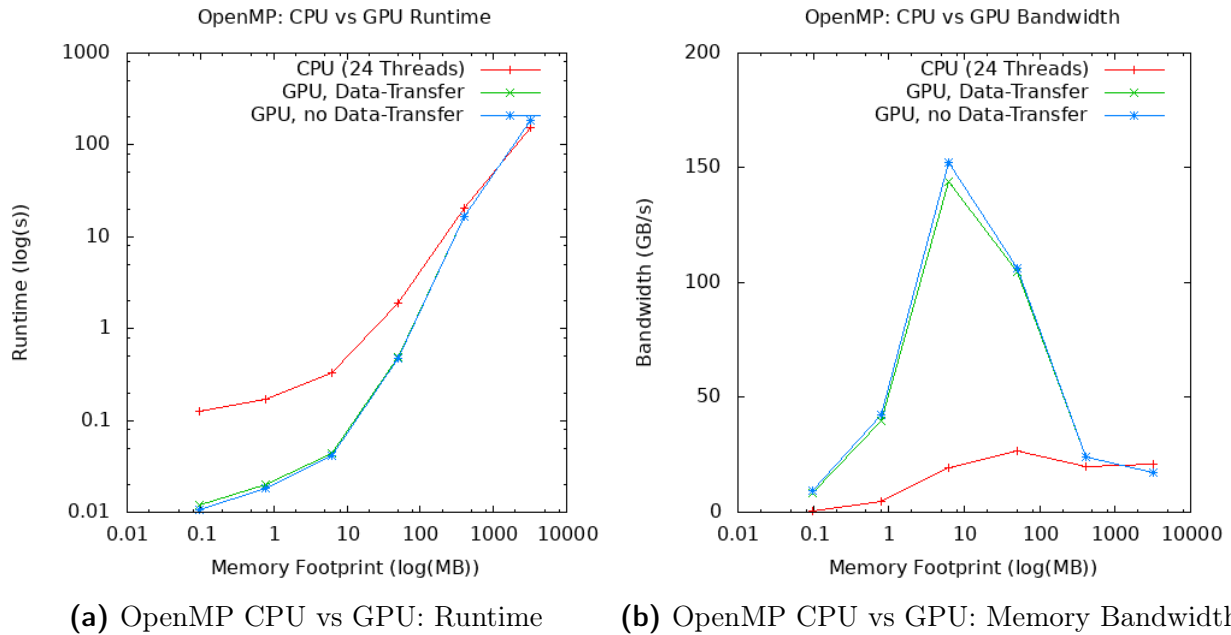 OpenMP: CPU vs GPU Runtime
1000
100
10
1
0.1
0.01
Runtime (log(s))
CPU (24 Threads)
GPU, Data-Transfer
GPU, no Data-Transfer
0.01 0.1 1 10 100 1000 10000
Memory Footprint (log(MB))
(a) OpenMP CPU vs GPU: Runtime
OpenMP: CPU vs GPU Bandwidth
200
150
100
50
0
Bandwidth (GB/s)
CPU (24 Threads)
GPU, Data-Transfer
GPU, no Data-Transfer
0.01 0.1 1 10 100 1000 10000
Memory Footprint (log(MB))
(b) OpenMP CPU vs GPU: Memory Bandwidt